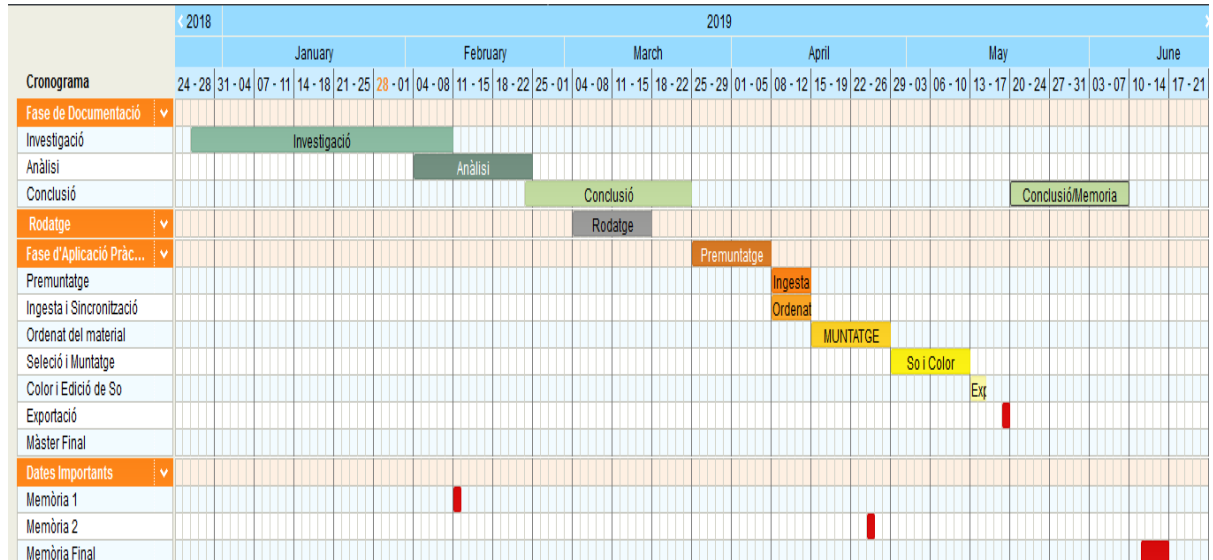 2018 2019
January February March April May June
Cronograma 24 - 28 31 - 04 07 - 11 14 - 18 21 - 25 28 - 01 04 - 08 11 - 15 18 - 22 25 - 01 04 - 08 11 - 15 18 - 22 25 - 29 01 - 05 08 - 12 15 - 19 22 - 26 29 - 03 06 - 10 13 - 17 20 - 24 27 - 31 03 - 07 10 - 14 17 - 21
Fase de Documentació
Investigació Investigació
Anàlisi Anàlisi
Conclusió Conclusió Conclusió/Memoria
Rodatge Rodatge
Fase d'Aplicació Pràc... Premuntatge
Premuntatge Ingesta
Ingesta i Sincronització Ordenat
Ordenat del material MUNTATGE
Seleció i Muntatge So i Color
Color i Edició de So Exp
Exportació
Màster Final
Dates Importants
Memòria 1
Memòria 2
Memòria Final